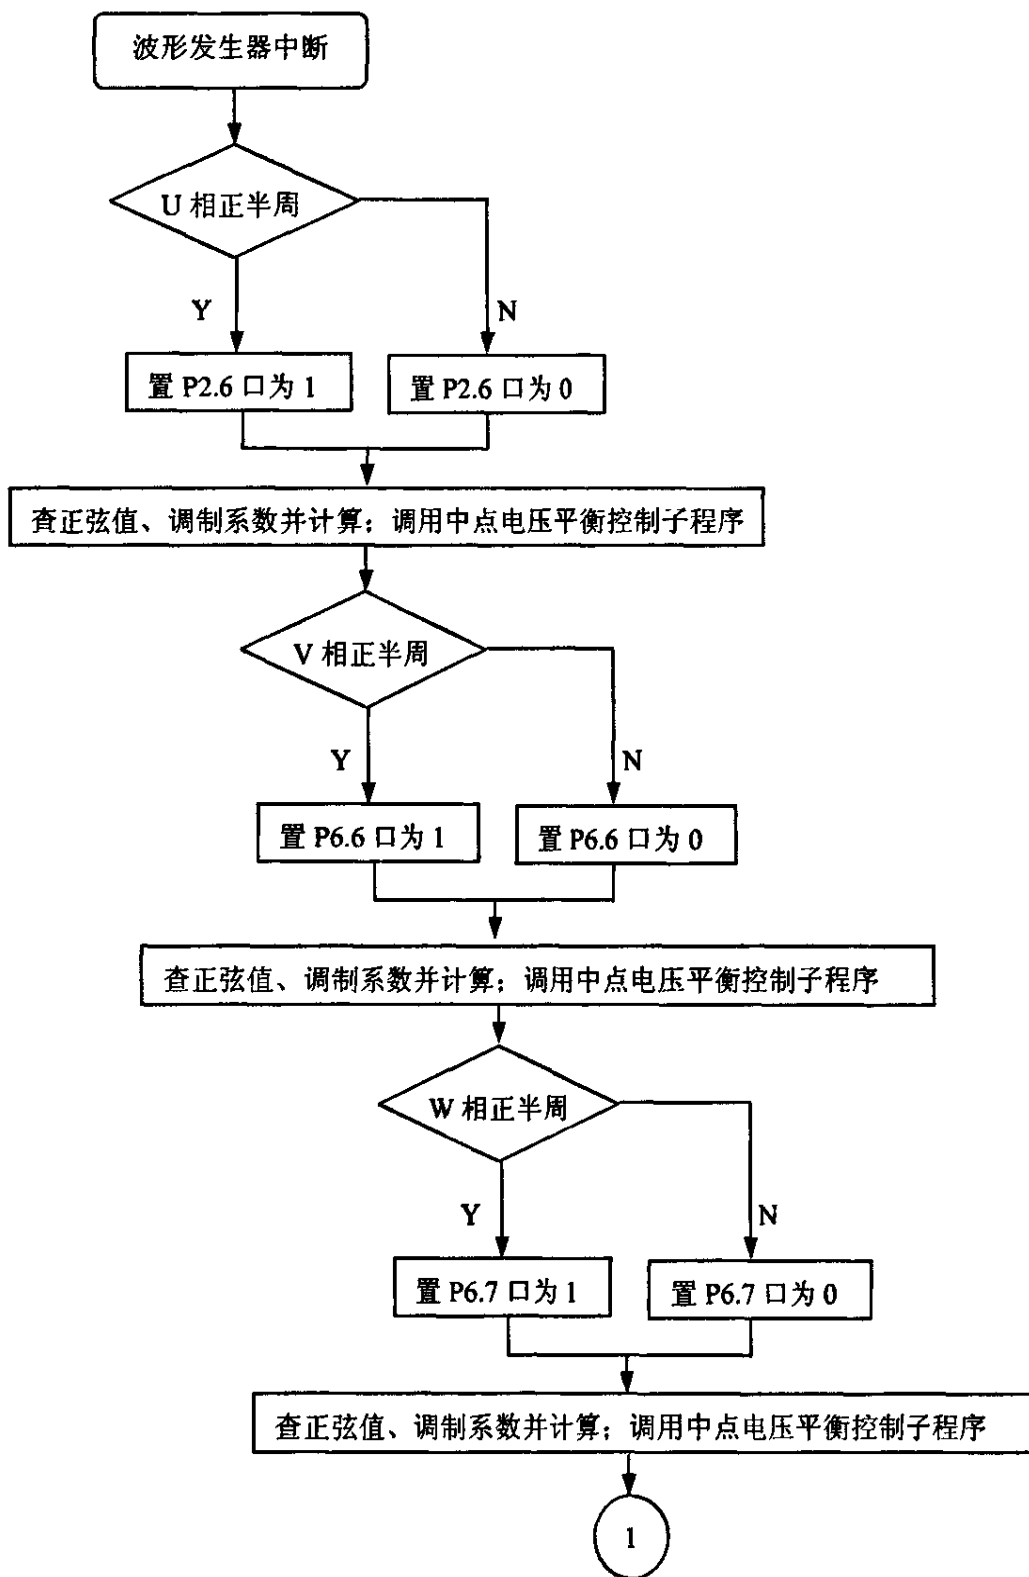 波形发生器中断
U 相正半周
Y
N
置 P2.6 口为 1
置 P2.6 口为 0
查正弦值、调制系数并计算；调用中点电压平衡控制子程序
V 相正半周
Y
N
置 P6.6 口为 1
置 P6.6 口为 0
查正弦值、调制系数并计算；调用中点电压平衡控制子程序
W 相正半周
Y
N
置 P6.7 口为 1
置 P6.7 口为 0
查正弦值、调制系数并计算；调用中点电压平衡控制子程序
1